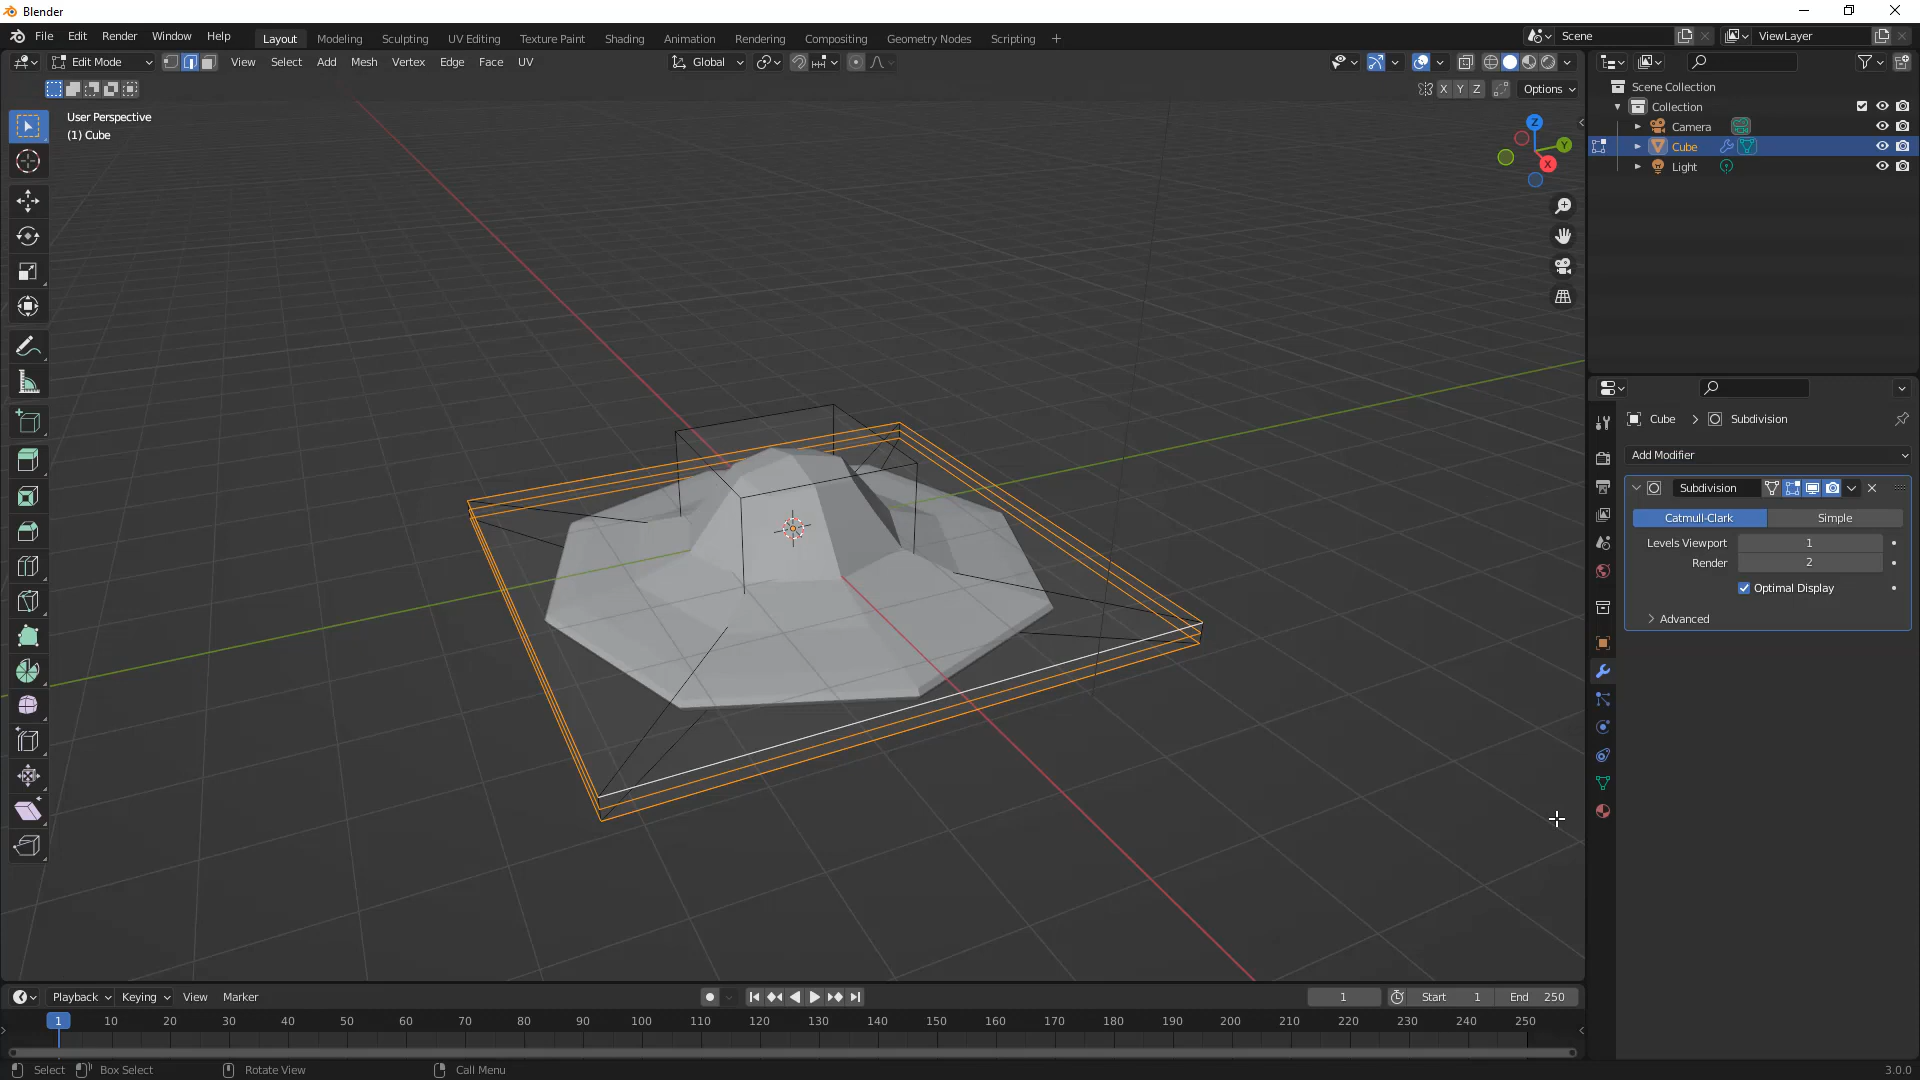 Blender
File Edit Render Window Help Layout Modeling Sculpting UV Editing Texture Paint Shading Animation Rendering Compositing Geometry Nodes Scripting + Scene ViewLayer
Edit Mode View Select Add Mesh Vertex Edge Face UV Global
X Y Z Options
User Perspective
(1) Cube
Z
Y
X
Scene Collection
Collection
Camera
Cube
Light
Cube > Subdivision
Add Modifier
Subdivision
Catmull-Clark Simple
Levels Viewport 1
Render 2
Optimal Display
Advanced
Playback Keying View Marker 1 Start 1 End 250
1 10 20 30 40 50 60 70 80 90 100 110 120 130 140 150 160 170 180 190 200 210 220 230 240 250
Select Box Select Rotate View Call Menu 3.0.0